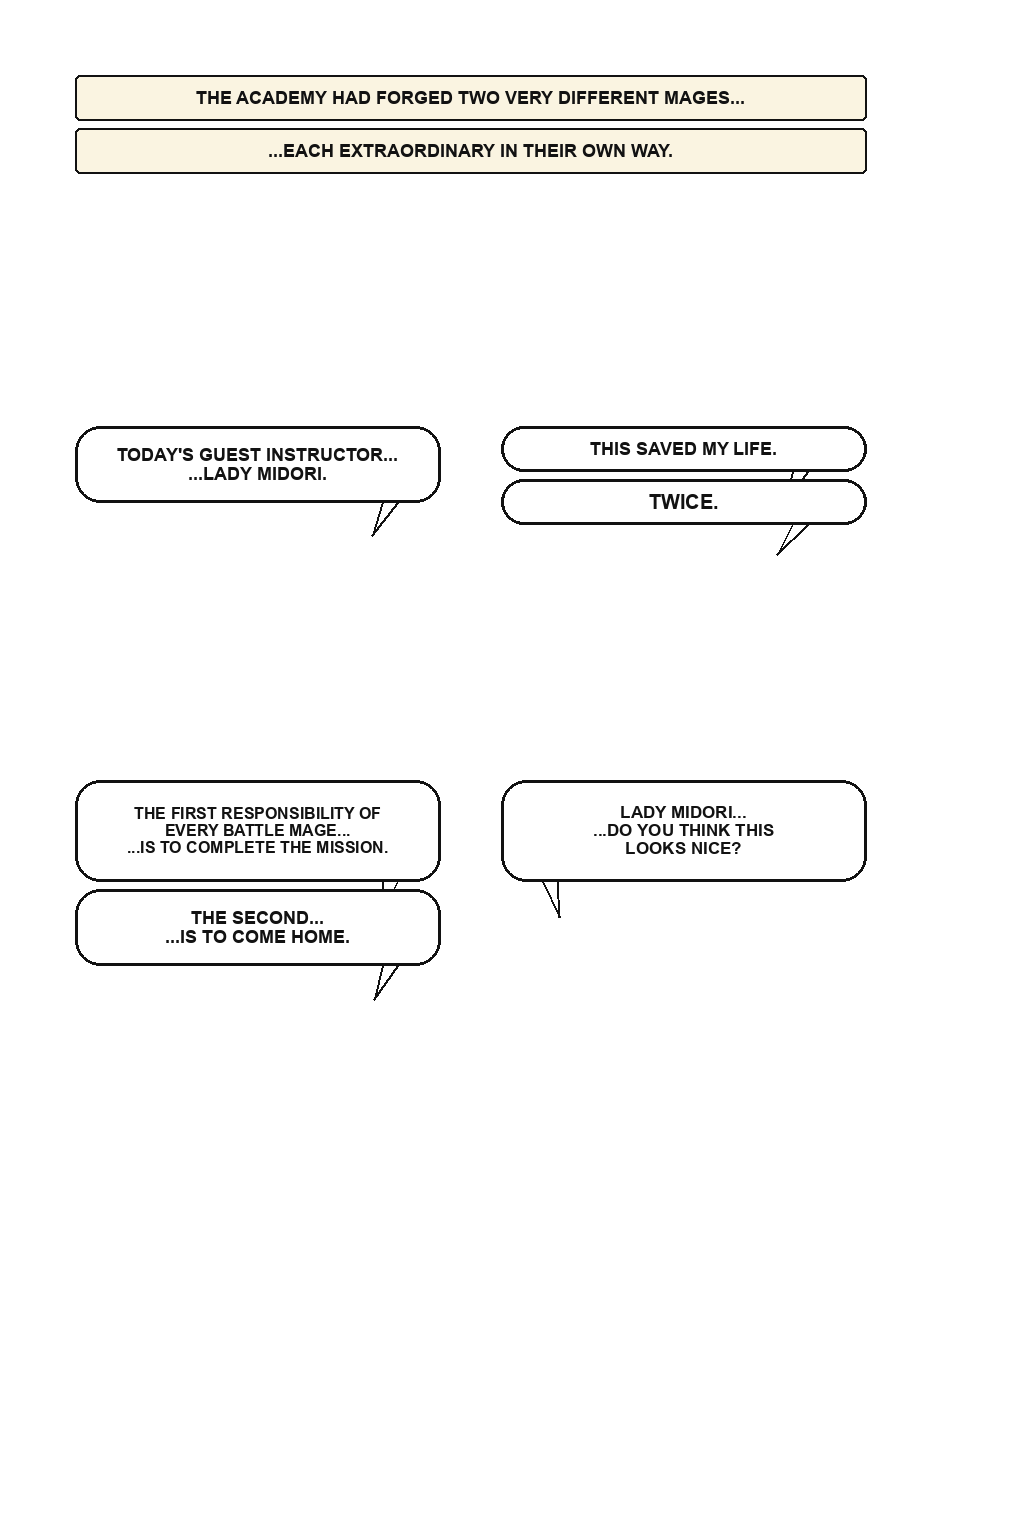 THE ACADEMY HAD FORGED TWO VERY DIFFERENT MAGES...
...EACH EXTRAORDINARY IN THEIR OWN WAY.
TODAY'S GUEST INSTRUCTOR...
...LADY MIDORI.
THIS SAVED MY LIFE.
TWICE.
THE FIRST RESPONSIBILITY OF
EVERY BATTLE MAGE...
...IS TO COMPLETE THE MISSION.
THE SECOND...
...IS TO COME HOME.
LADY MIDORI...
...DO YOU THINK THIS
LOOKS NICE?